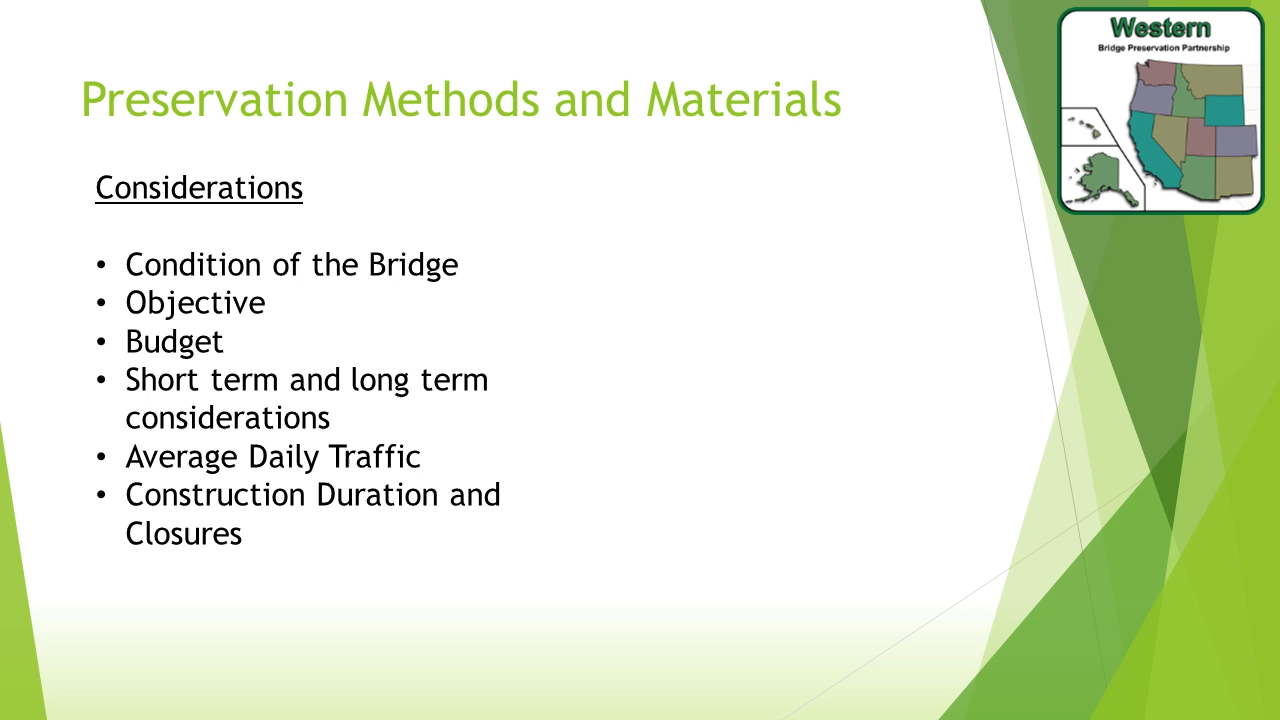 Western
Bridge Preservation Partnership
Preservation Methods and Materials
Considerations
• Condition of the Bridge
• Objective
• Budget
• Short term and long term
considerations
• Average Daily Traffic
• Construction Duration and
Closures